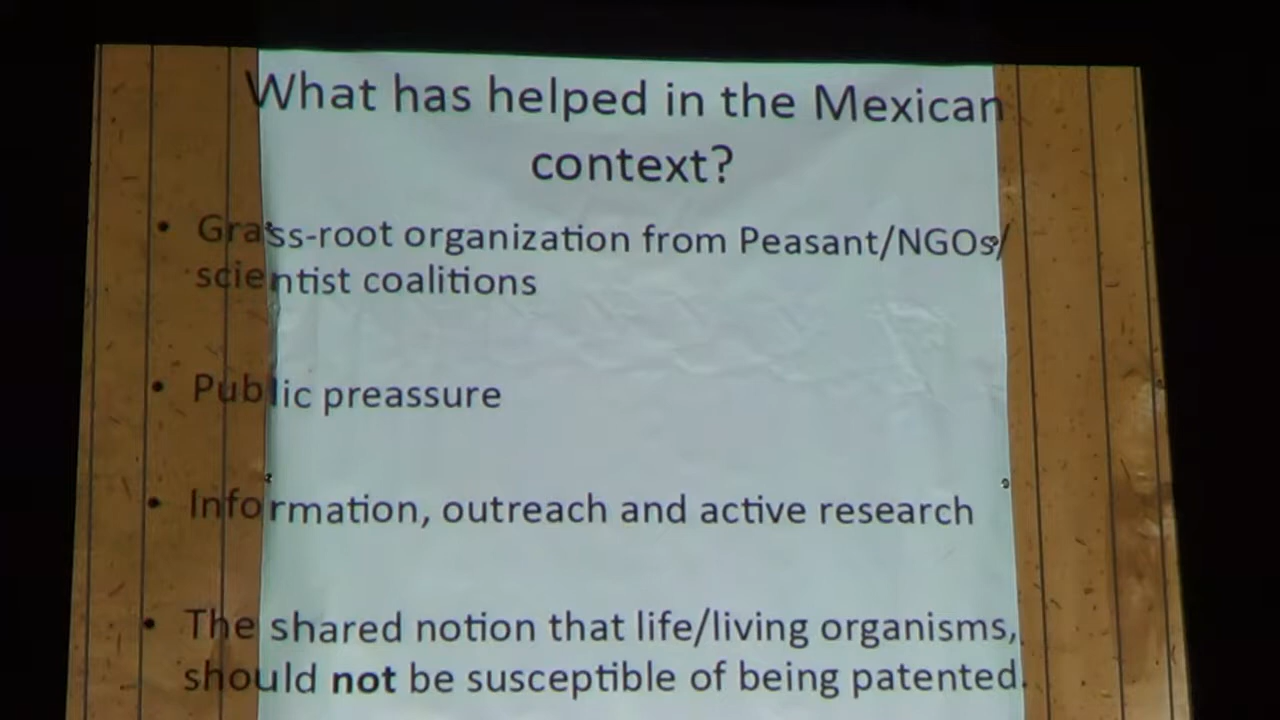 What has helped in the Mexican
context?
• Grass-root organization from Peasant/NGOs/
scientist coalitions
• Public preassure
• Information, outreach and active research
• The shared notion that life/living organisms,
should not be susceptible of being patented.